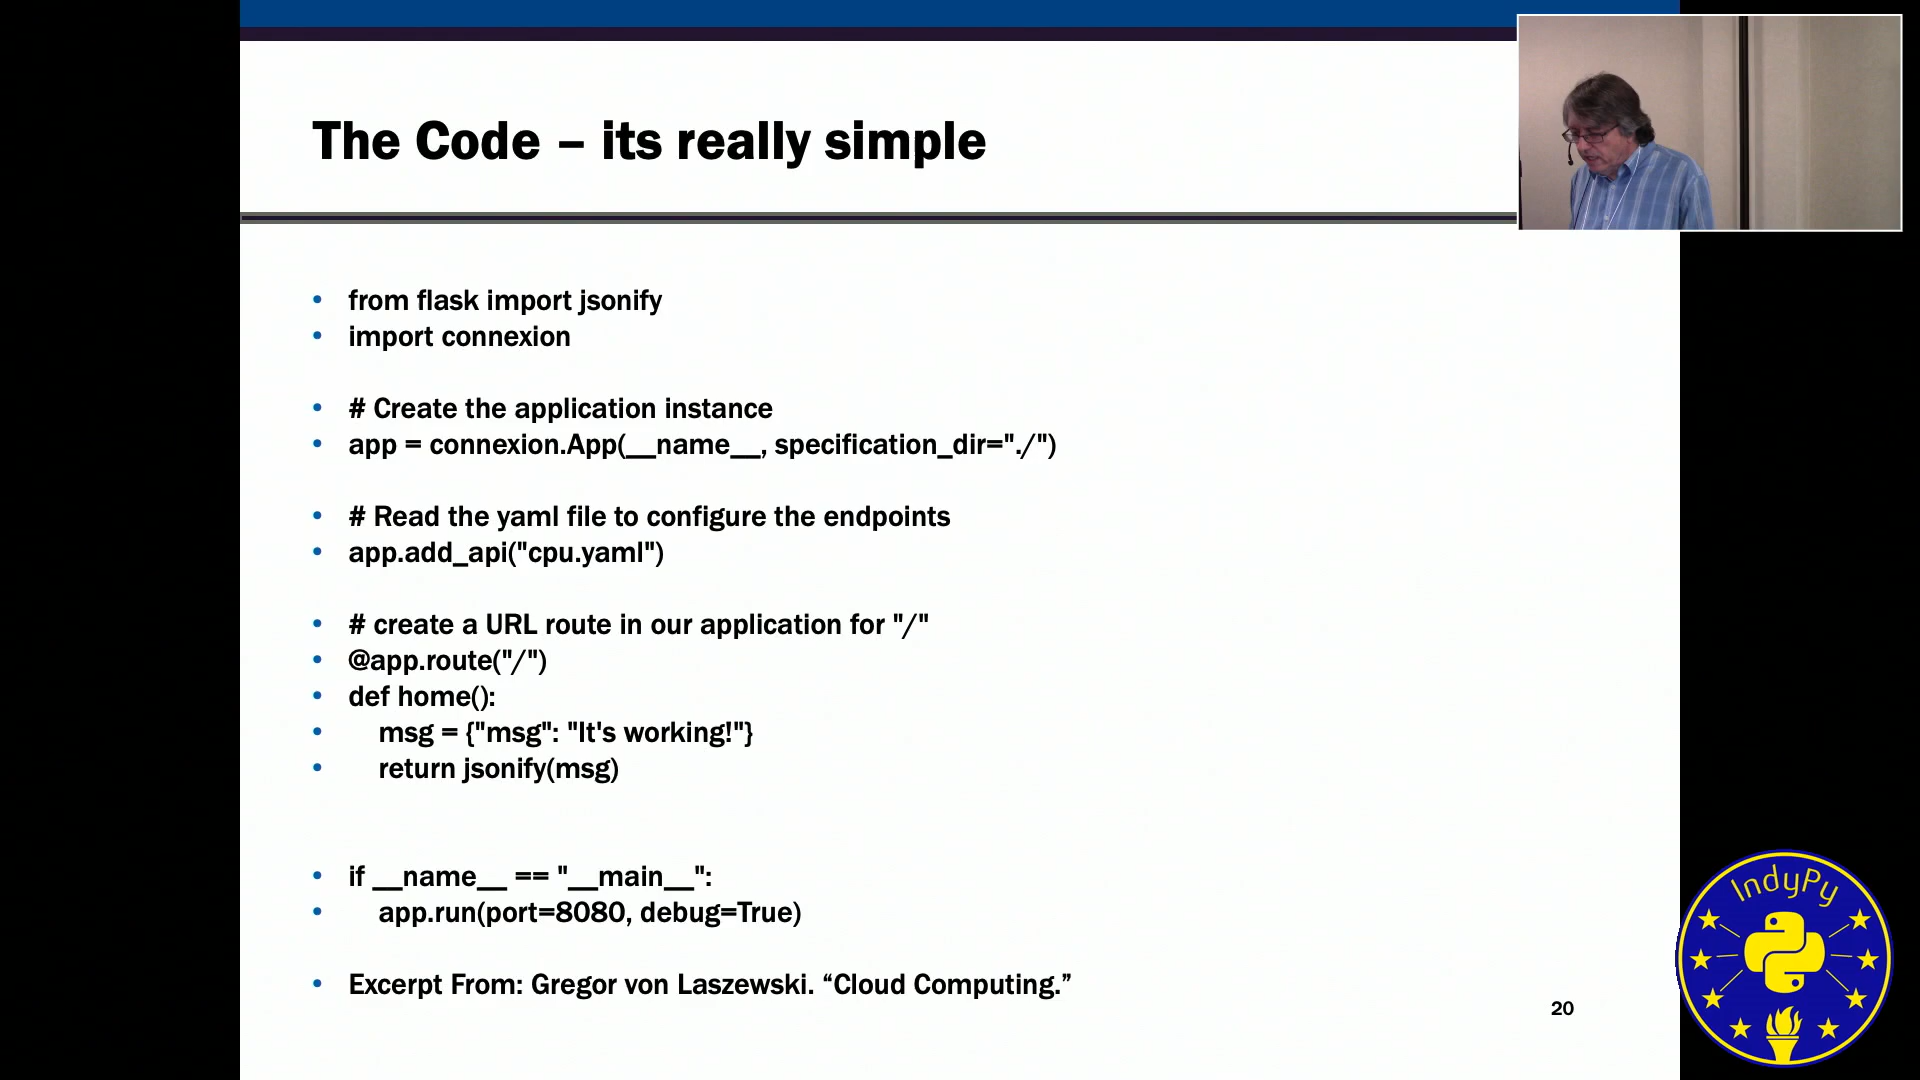 The Code – its really simple
• from flask import jsonify
• import connexion
• # Create the application instance
• app = connexion.App(__name__, specification_dir="./")
• # Read the yaml file to configure the endpoints
• app.add_api("cpu.yaml")
• # create a URL route in our application for "/"
• @app.route("/")
• def home():
•     msg = {"msg": "It's working!"}
•     return jsonify(msg)
• if __name__ == "__main__":
•     app.run(port=8080, debug=True)
• Excerpt From: Gregor von Laszewski. “Cloud Computing.”
20
IndyPy